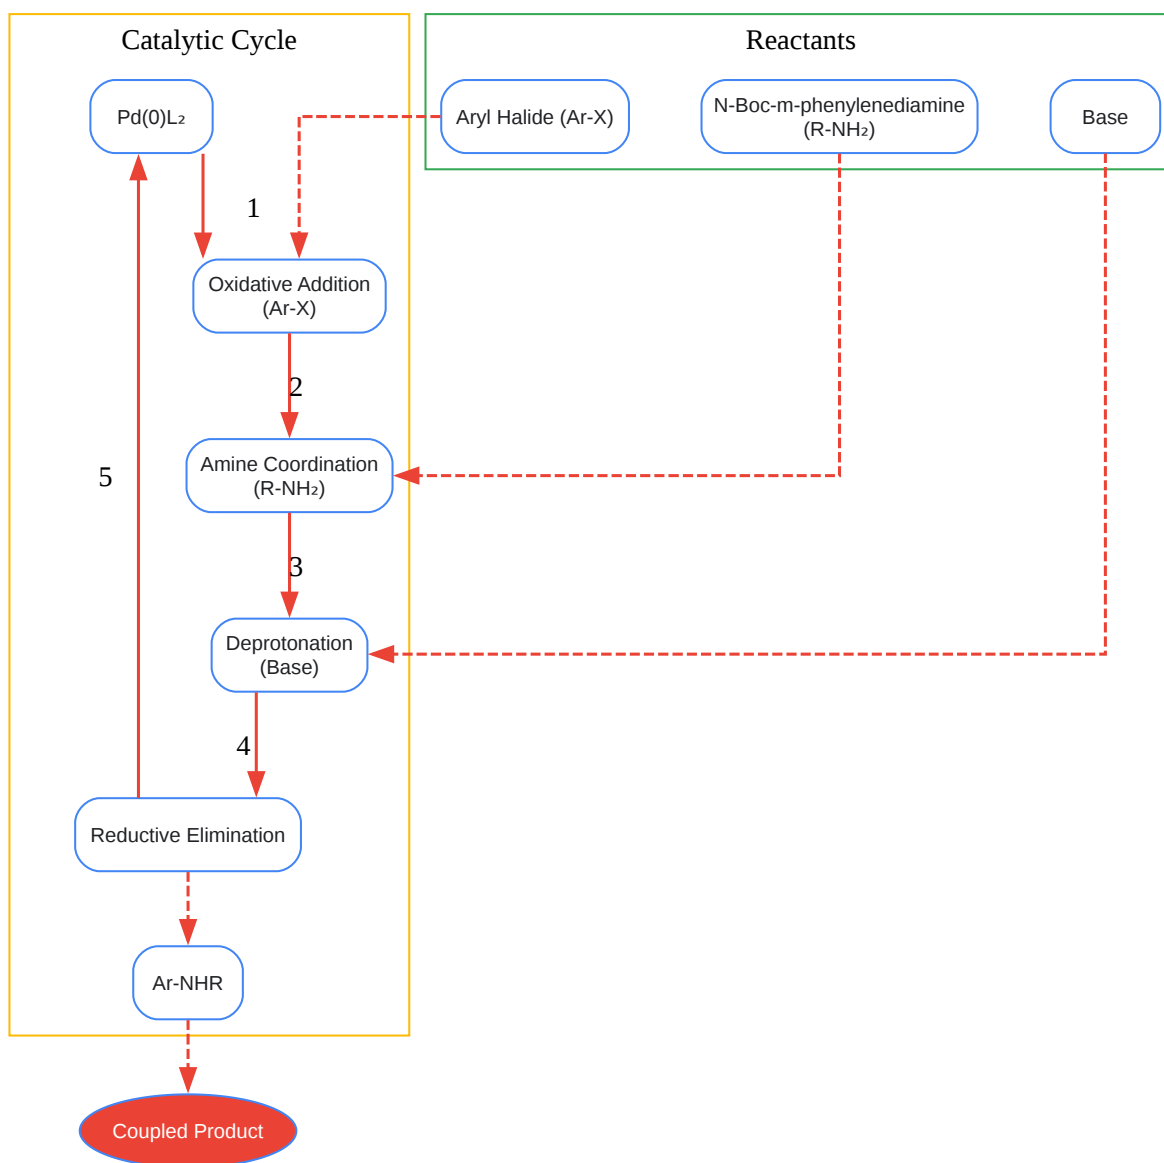 Catalytic Cycle
Reactants
Pd(0)L₂
Aryl Halide (Ar-X)
N-Boc-m-phenylenediamine
(R-NH₂)
Base
1
Oxidative Addition
(Ar-X)
2
Amine Coordination
(R-NH₂)
5
3
Deprotonation
(Base)
4
Reductive Elimination
Ar-NHR
Coupled Product